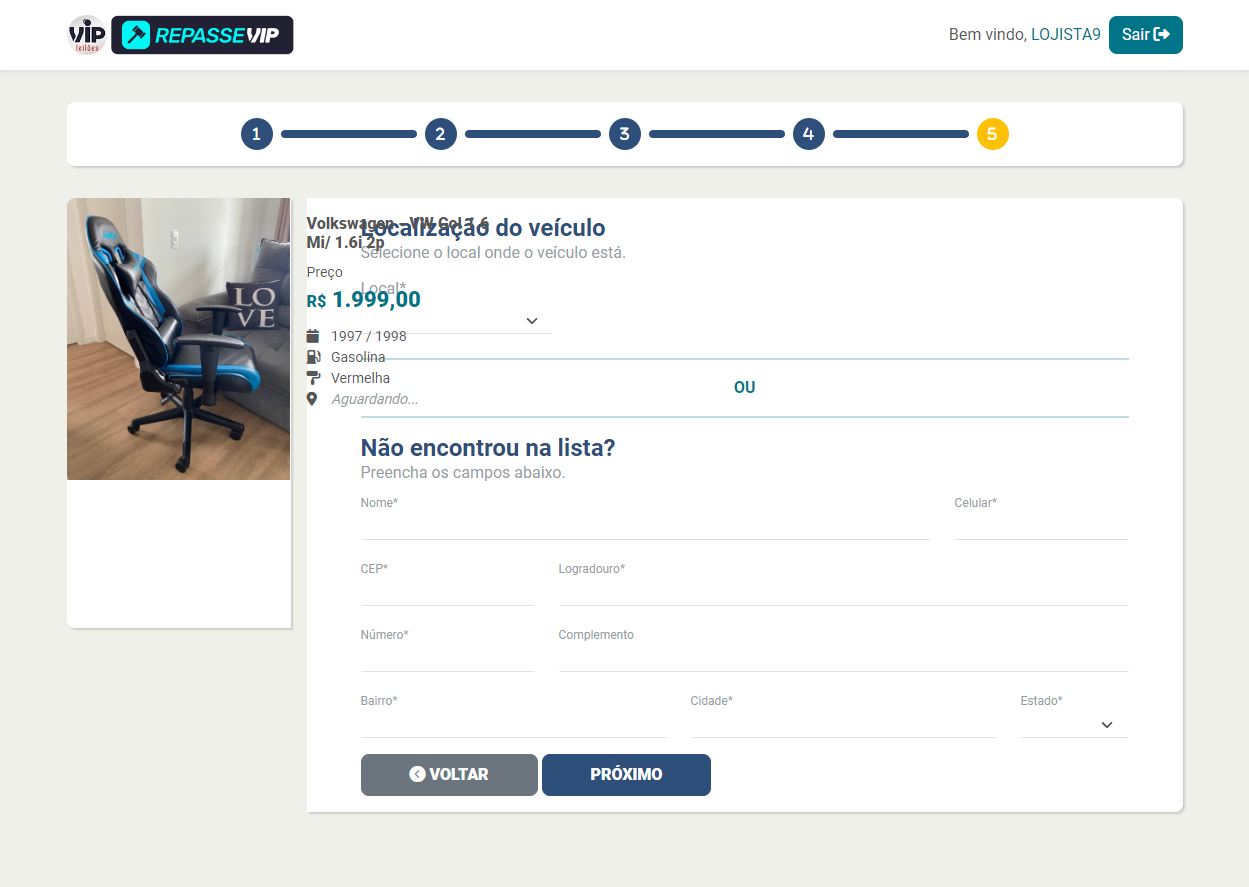 VIP
leilões
REPASSEVIP
Bem vindo, LOJISTA9
Sair
1
2
3
4
5
LO
VE
Volkswagen - VW Gol 1.6
Mi/ 1.6i 2p
Preço
R$ 1.999,00
1997 / 1998
Gasolina
Vermelha
Aguardando...
Localização do veículo
Selecione o local onde o veículo está.
Local*
OU
Não encontrou na lista?
Preencha os campos abaixo.
Nome*
Celular*
CEP*
Logradouro*
Número*
Complemento
Bairro*
Cidade*
Estado*
VOLTAR
PRÓXIMO